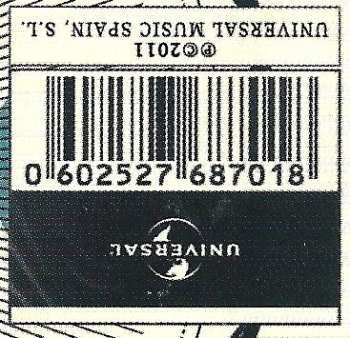 ℗©2011
UNIVERSAL MUSIC SPAIN, S.L.
0 602527 687018
UNIVERSAL